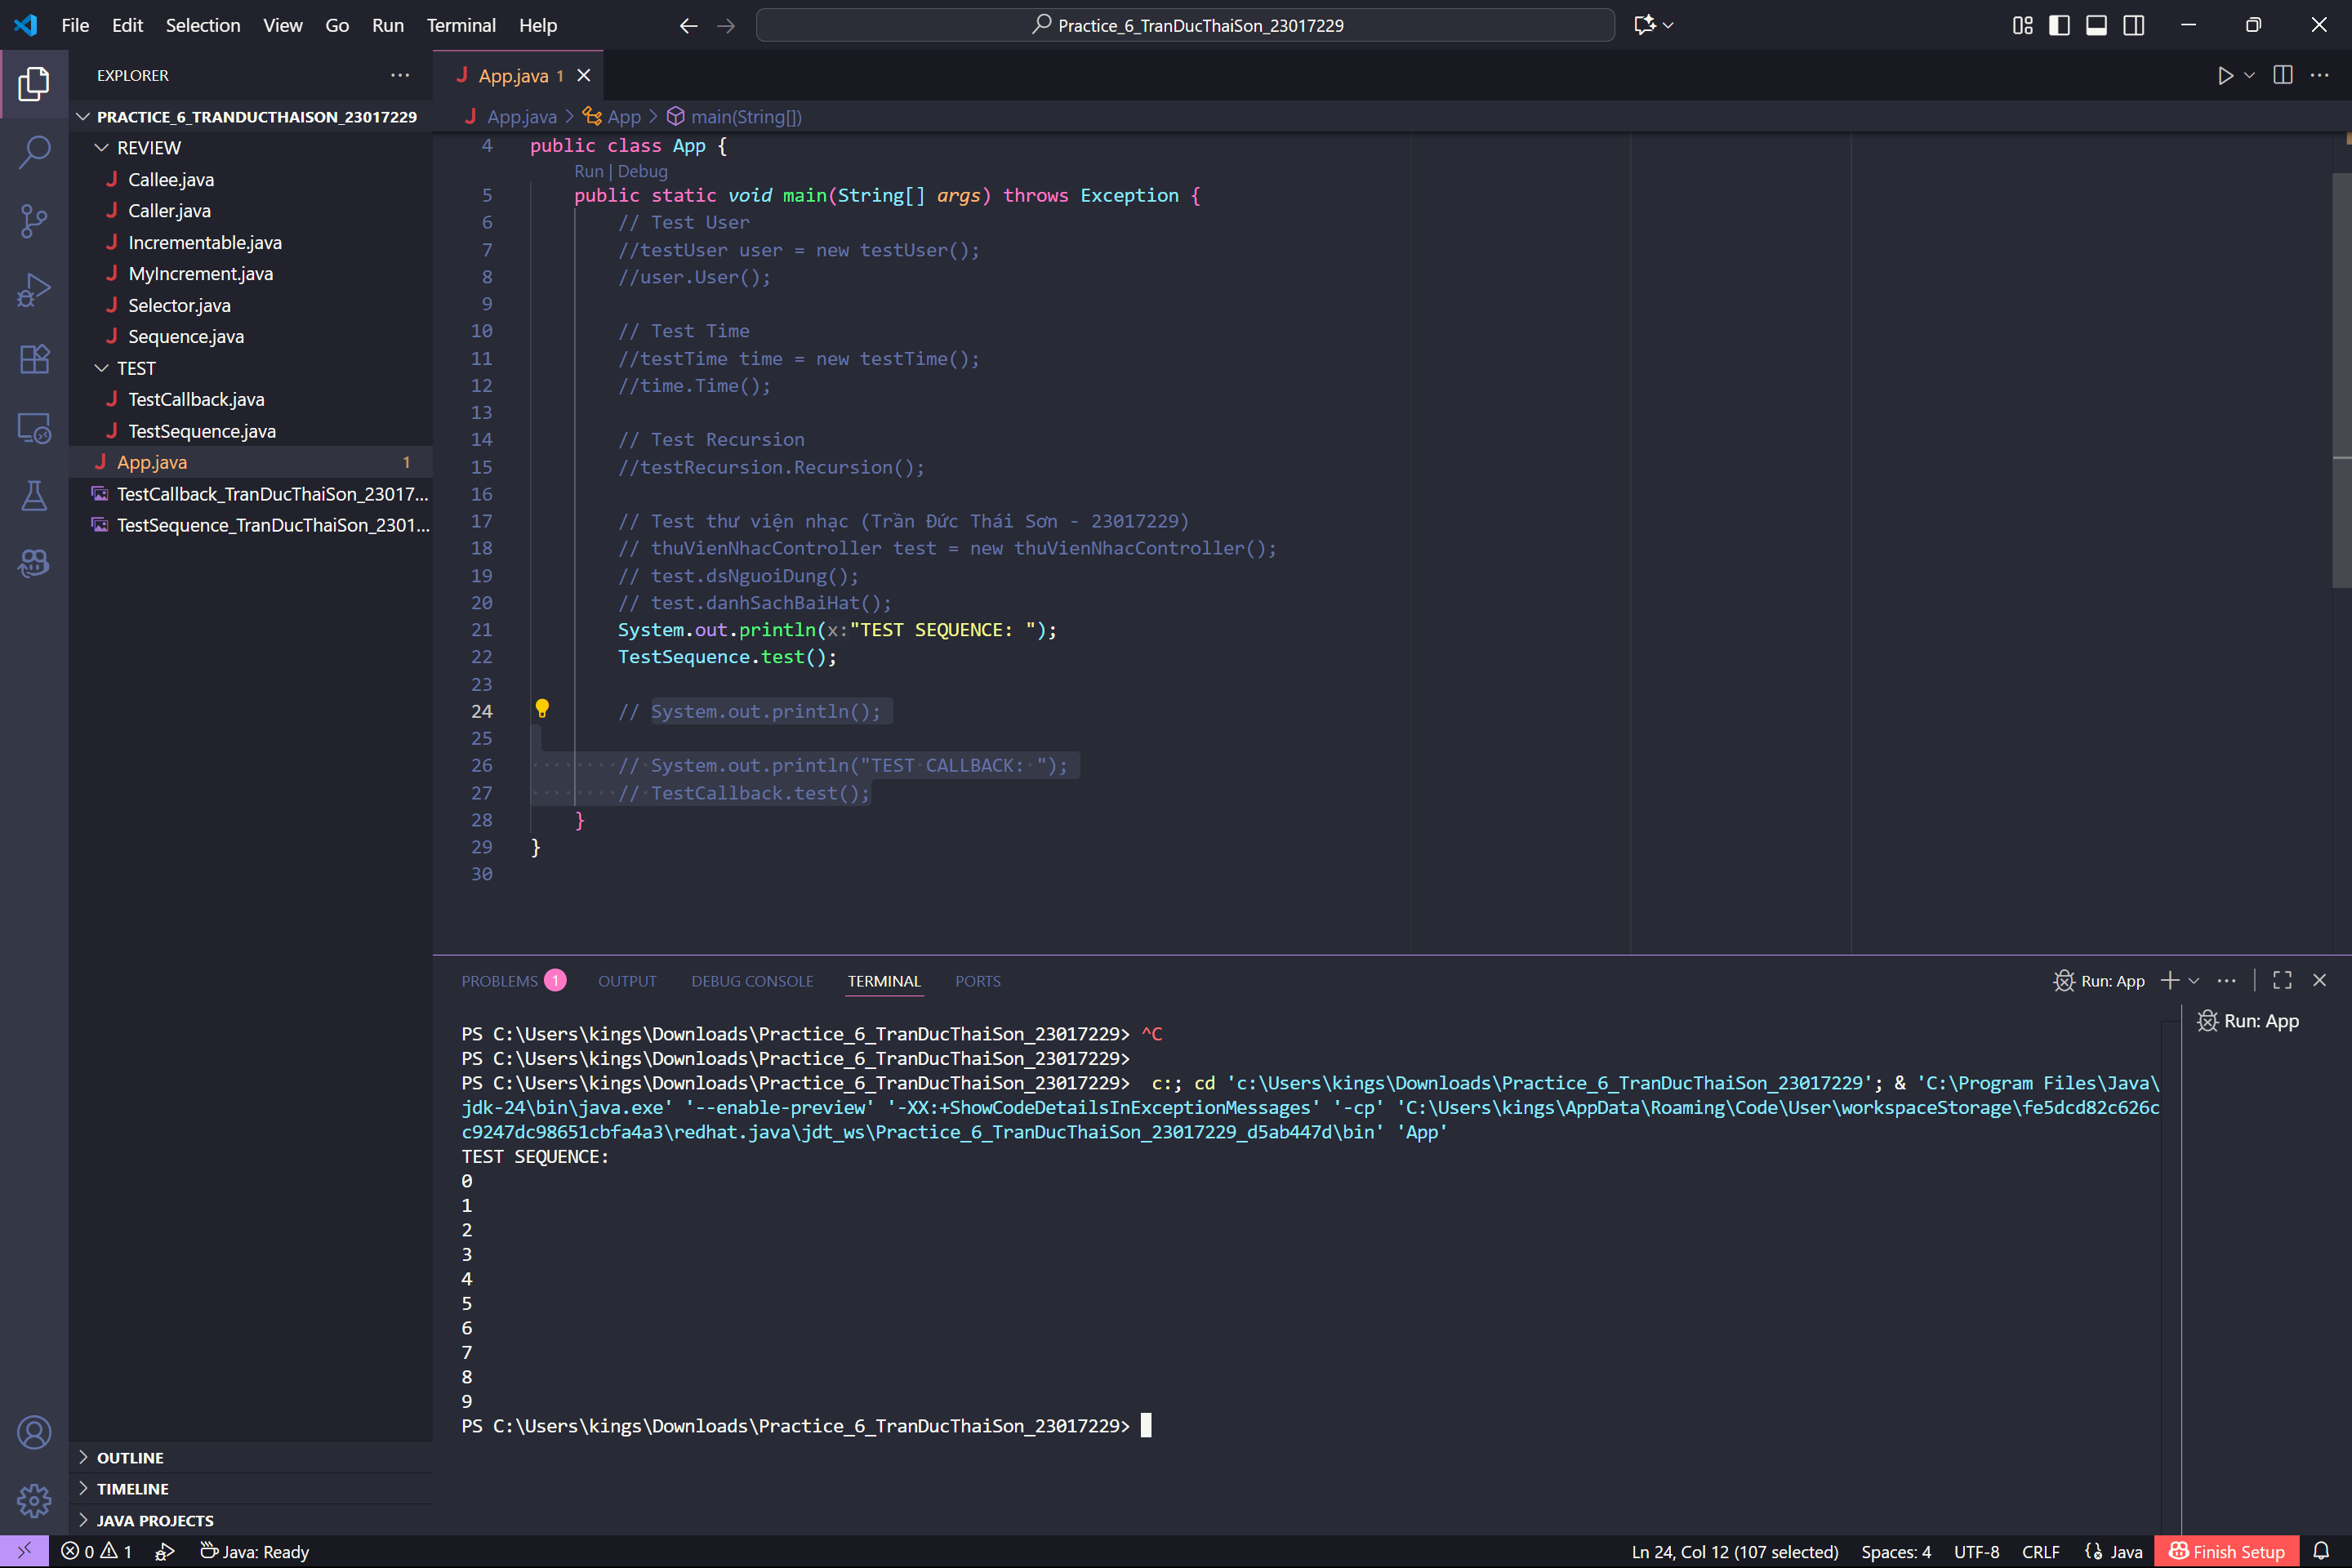 File Edit Selection View Go Run Terminal Help
Practice_6_TranDucThaiSon_23017229
EXPLORER
PRACTICE_6_TRANDUCTHAISON_23017229
REVIEW
Callee.java
Caller.java
Incrementable.java
MyIncrement.java
Selector.java
Sequence.java
TEST
TestCallback.java
TestSequence.java
App.java 1
TestCallback_TranDucThaiSon_23017...
TestSequence_TranDucThaiSon_2301...
OUTLINE
TIMELINE
JAVA PROJECTS
App.java 1
App.java > App > main(String[])
4 public class App {
Run | Debug
5 public static void main(String[] args) throws Exception {
6 // Test User
7 //testUser user = new testUser();
8 //user.User();
9
10 // Test Time
11 //testTime time = new testTime();
12 //time.Time();
13
14 // Test Recursion
15 //testRecursion.Recursion();
16
17 // Test thư viện nhạc (Trần Đức Thái Sơn - 23017229)
18 // thuVienNhacController test = new thuVienNhacController();
19 // test.dsNguoiDung();
20 // test.danhSachBaiHat();
21 System.out.println(x:"TEST SEQUENCE: ");
22 TestSequence.test();
23
24 // System.out.println();
25
26 // System.out.println("TEST CALLBACK: ");
27 // TestCallback.test();
28 }
29 }
30
PROBLEMS 1 OUTPUT DEBUG CONSOLE TERMINAL PORTS
Run: App
Run: App
PS C:\Users\kings\Downloads\Practice_6_TranDucThaiSon_23017229> ^C
PS C:\Users\kings\Downloads\Practice_6_TranDucThaiSon_23017229>
PS C:\Users\kings\Downloads\Practice_6_TranDucThaiSon_23017229>  c:; cd 'c:\Users\kings\Downloads\Practice_6_TranDucThaiSon_23017229'; & 'C:\Program Files\Java\
jdk-24\bin\java.exe' '--enable-preview' '-XX:+ShowCodeDetailsInExceptionMessages' '-cp' 'C:\Users\kings\AppData\Roaming\Code\User\workspaceStorage\fe5dcd82c626c
c9247dc98651cbfa4a3\redhat.java\jdt_ws\Practice_6_TranDucThaiSon_23017229_d5ab447d\bin' 'App'
TEST SEQUENCE:
0
1
2
3
4
5
6
7
8
9
PS C:\Users\kings\Downloads\Practice_6_TranDucThaiSon_23017229>
0 1 Java: Ready Ln 24, Col 12 (107 selected) Spaces: 4 UTF-8 CRLF Java Finish Setup